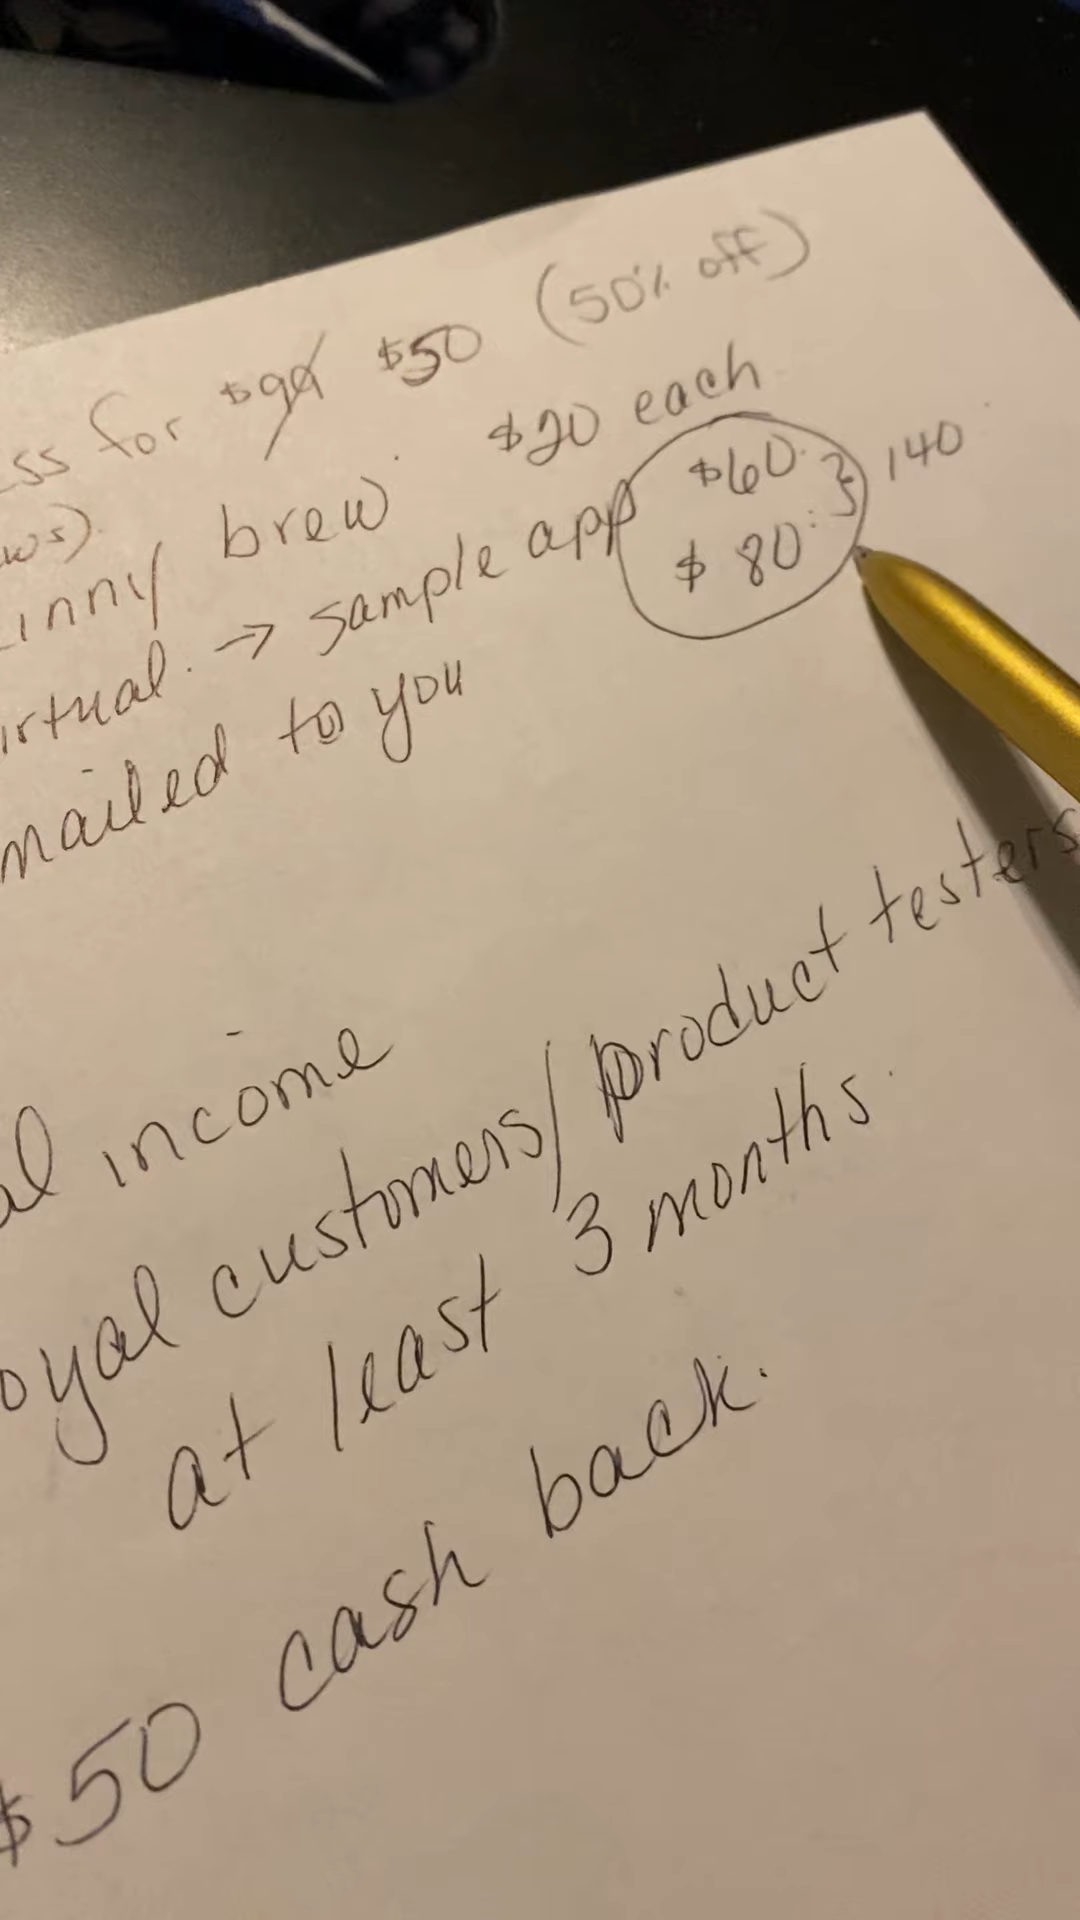 ss for $99 $50 (50% off)
ws).
inny brew $20 each
irtual. → sample app
$60
$80
} 140
mailed to you
al income
oyal customers/product testers
at least 3 months.
$50 cash back.